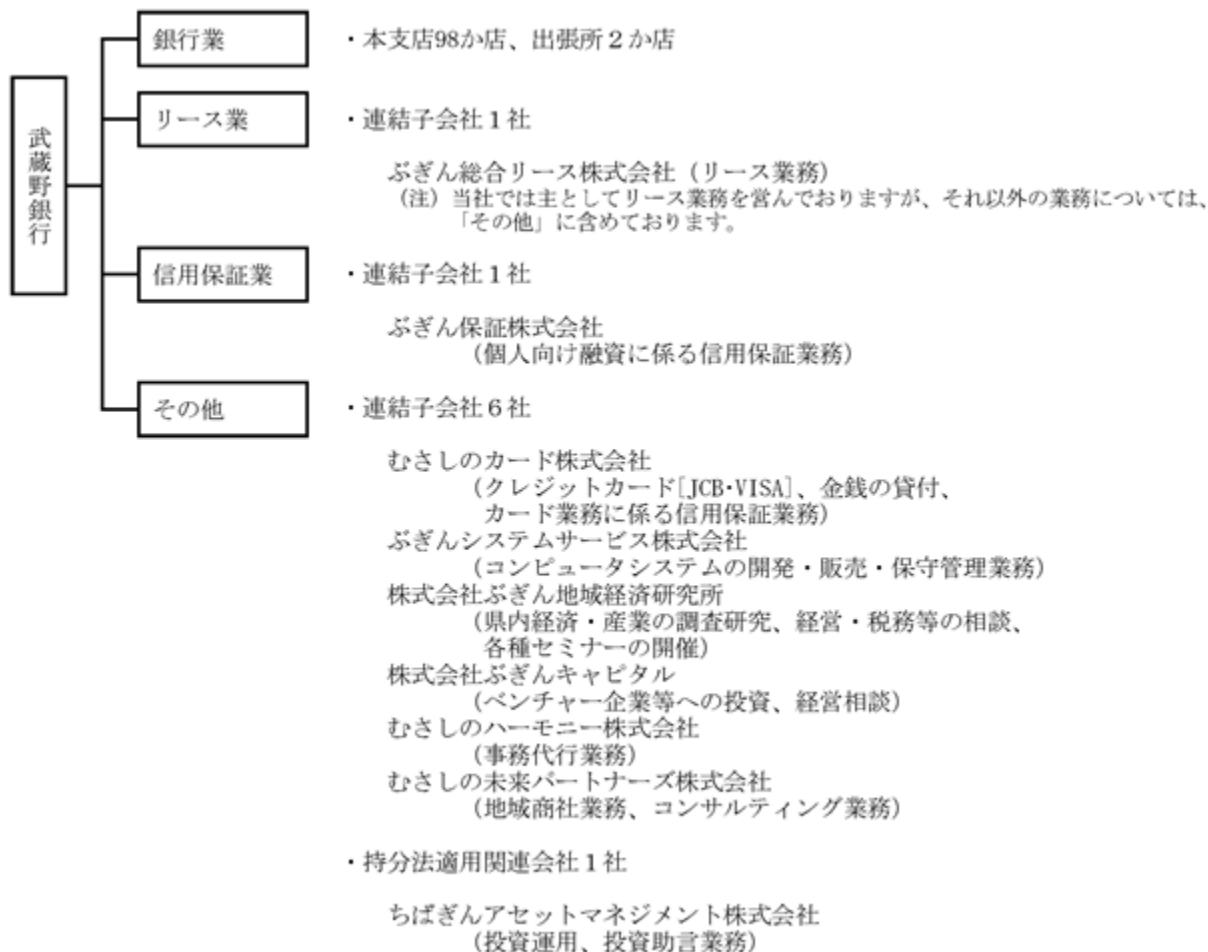 武蔵野銀行
銀行業
・本支店98か店、出張所２か店
リース業
・連結子会社１社
ぶぎん総合リース株式会社（リース業務）
（注）当社では主としてリース業務を営んでおりますが、それ以外の業務については、
「その他」に含めております。
信用保証業
・連結子会社１社
ぶぎん保証株式会社
（個人向け融資に係る信用保証業務）
その他
・連結子会社６社
むさしのカード株式会社
（クレジットカード[JCB・VISA]、金銭の貸付、
カード業務に係る信用保証業務）
ぶぎんシステムサービス株式会社
（コンピュータシステムの開発・販売・保守管理業務）
株式会社ぶぎん地域経済研究所
（県内経済・産業の調査研究、経営・税務等の相談、
各種セミナーの開催）
株式会社ぶぎんキャピタル
（ベンチャー企業等への投資、経営相談）
むさしのハーモニー株式会社
（事務代行業務）
むさしの未来パートナーズ株式会社
（地域商社業務、コンサルティング業務）
・持分法適用関連会社１社
ちばぎんアセットマネジメント株式会社
（投資運用、投資助言業務）